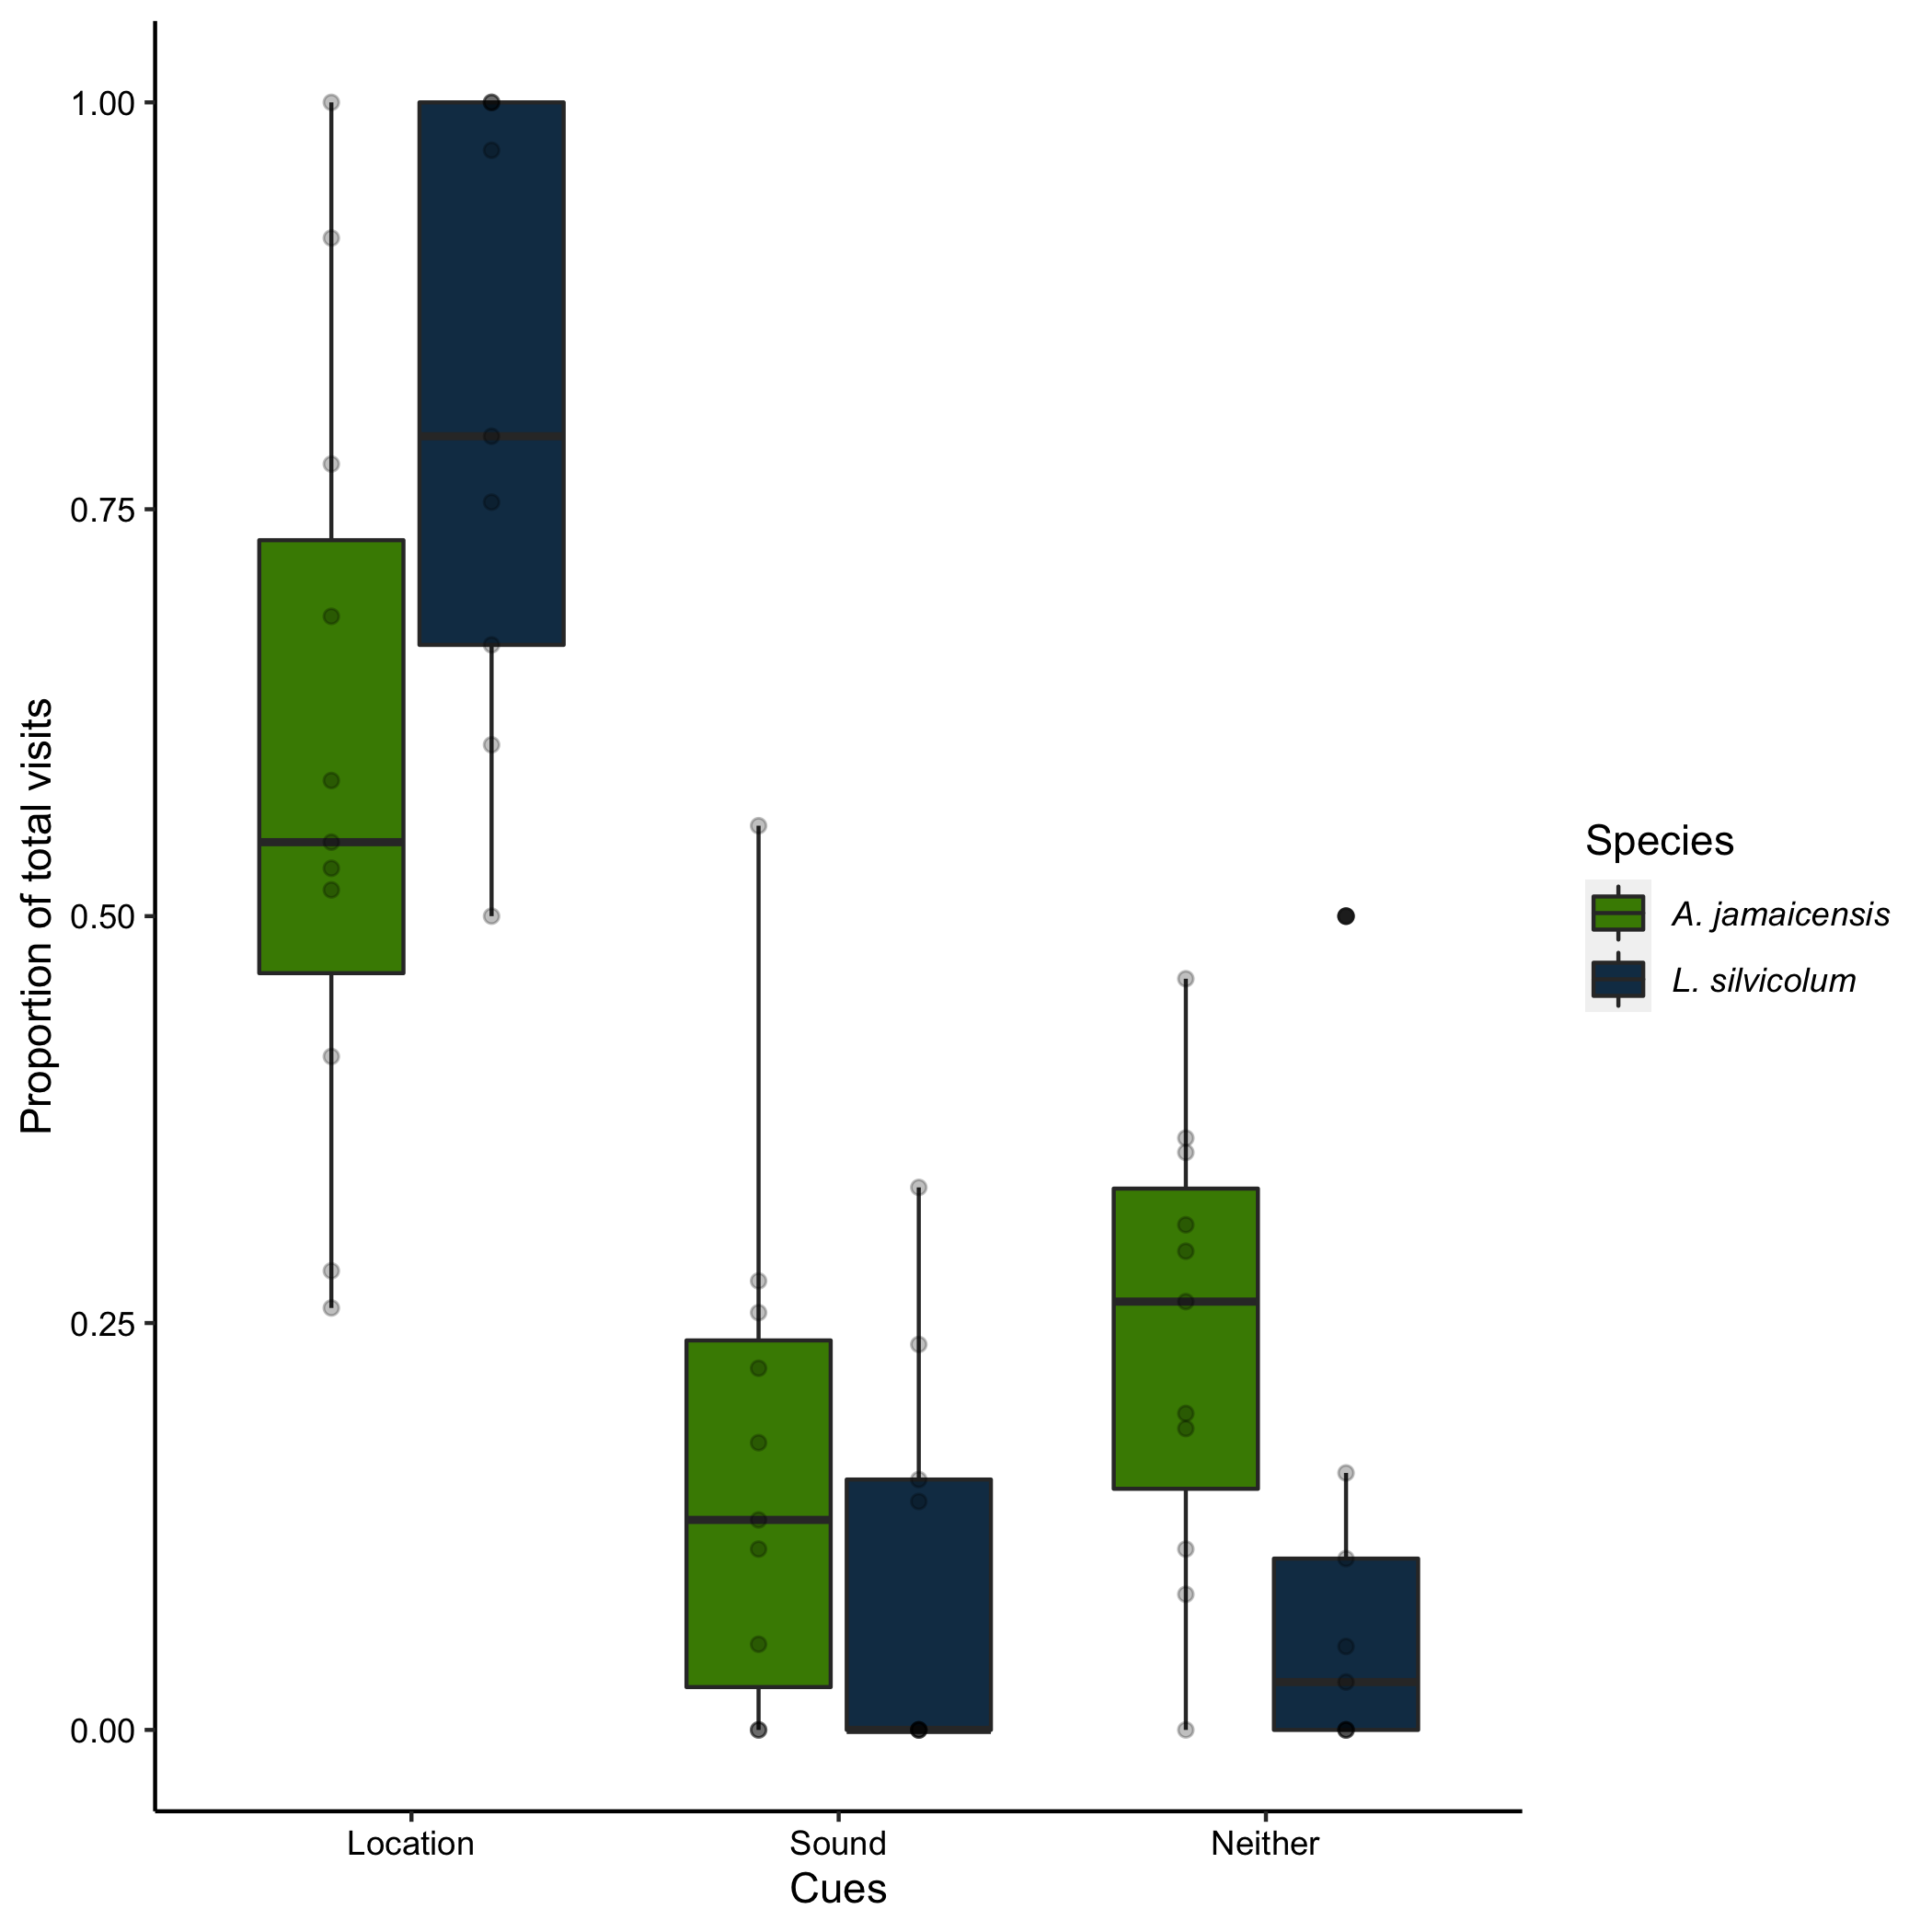 Proportion of total visits
1.00
0.75
0.50
0.25
0.00
Location
Sound
Neither
Cues
Species
A. jamaicensis
L. silvicolum